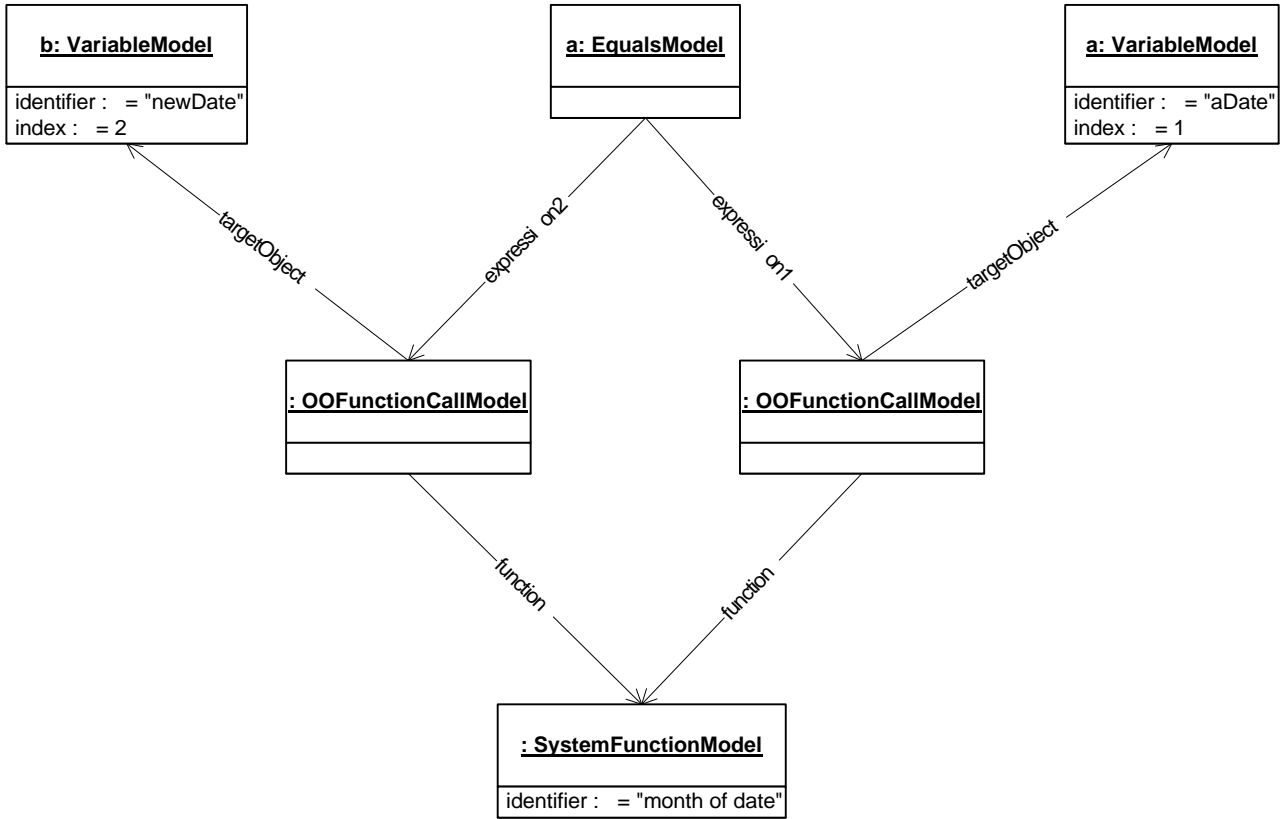 b: VariableModel
identifier :   = "newDate"
index :   = 2
a: EqualsModel
a: VariableModel
identifier :   = "aDate"
index :   = 1
targetObject
expressi on2
expressi on1
targetObject
: OOFunctionCallModel
: OOFunctionCallModel
function
function
: SystemFunctionModel
identifier :   = "month of date"